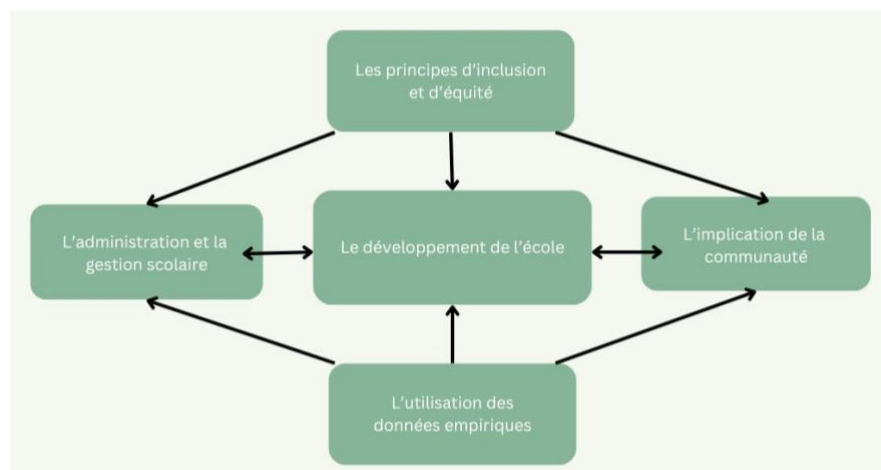 Les principes d'inclusion
et d'équité
L'administration et la
gestion scolaire
Le développement de l'école
L'implication de la
communauté
L'utilisation des
données empiriques